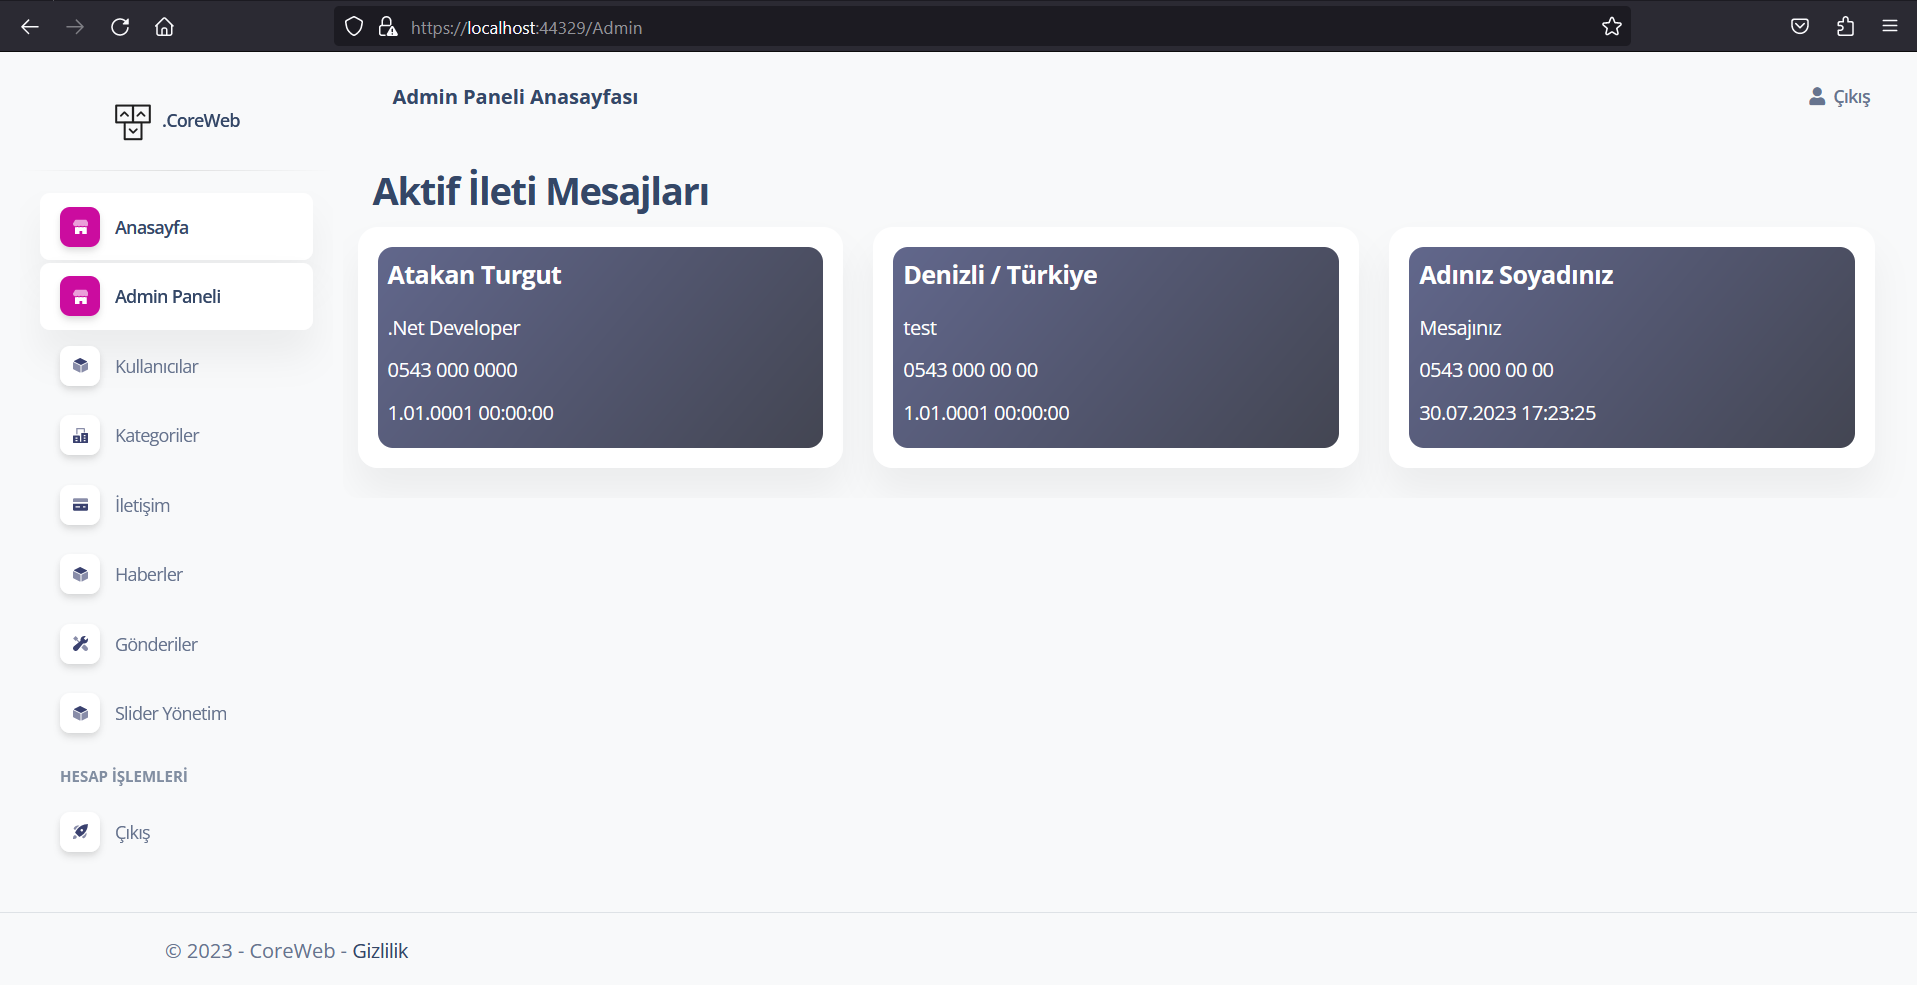 https://localhost:44329/Admin
.CoreWeb
Anasayfa
Admin Paneli
Kullanıcılar
Kategoriler
İletişim
Haberler
Gönderiler
Slider Yönetim
HESAP İŞLEMLERİ
Çıkış
Admin Paneli Anasayfası
Çıkış
Aktif İleti Mesajları
Atakan Turgut
.Net Developer
0543 000 0000
1.01.0001 00:00:00
Denizli / Türkiye
test
0543 000 00 00
1.01.0001 00:00:00
Adınız Soyadınız
Mesajınız
0543 000 00 00
30.07.2023 17:23:25
© 2023 - CoreWeb - Gizlilik